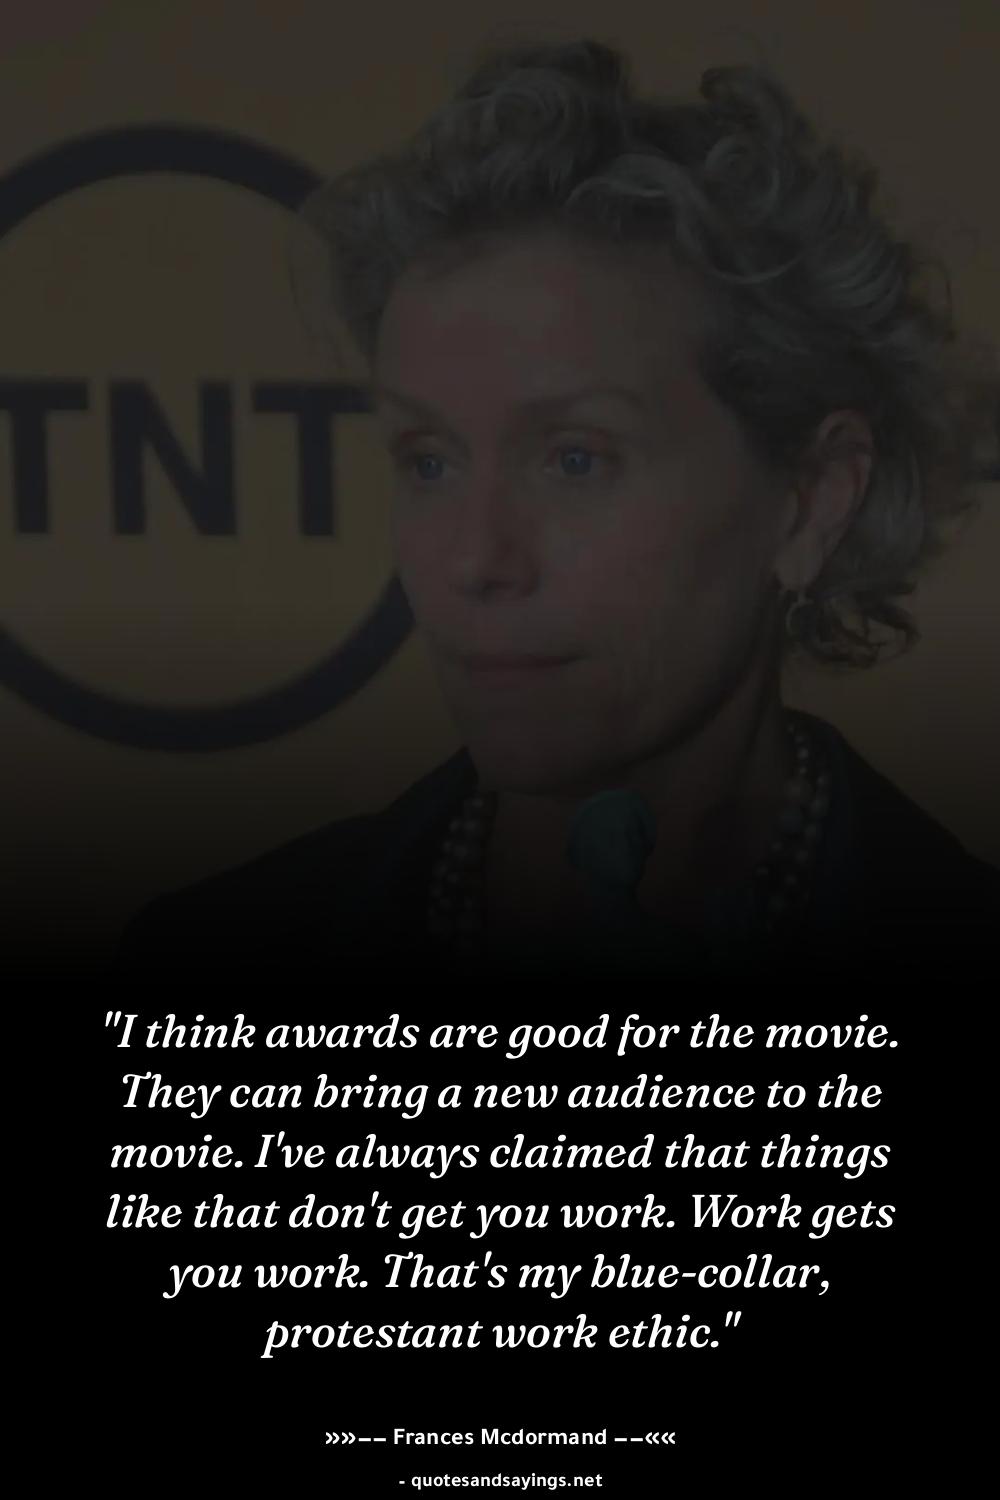 TNT
"I think awards are good for the movie.
They can bring a new audience to the
movie. I've always claimed that things
like that don't get you work. Work gets
you work. That's my blue-collar,
protestant work ethic."
»»–– Frances Mcdormand ––««
- quotesandsayings.net